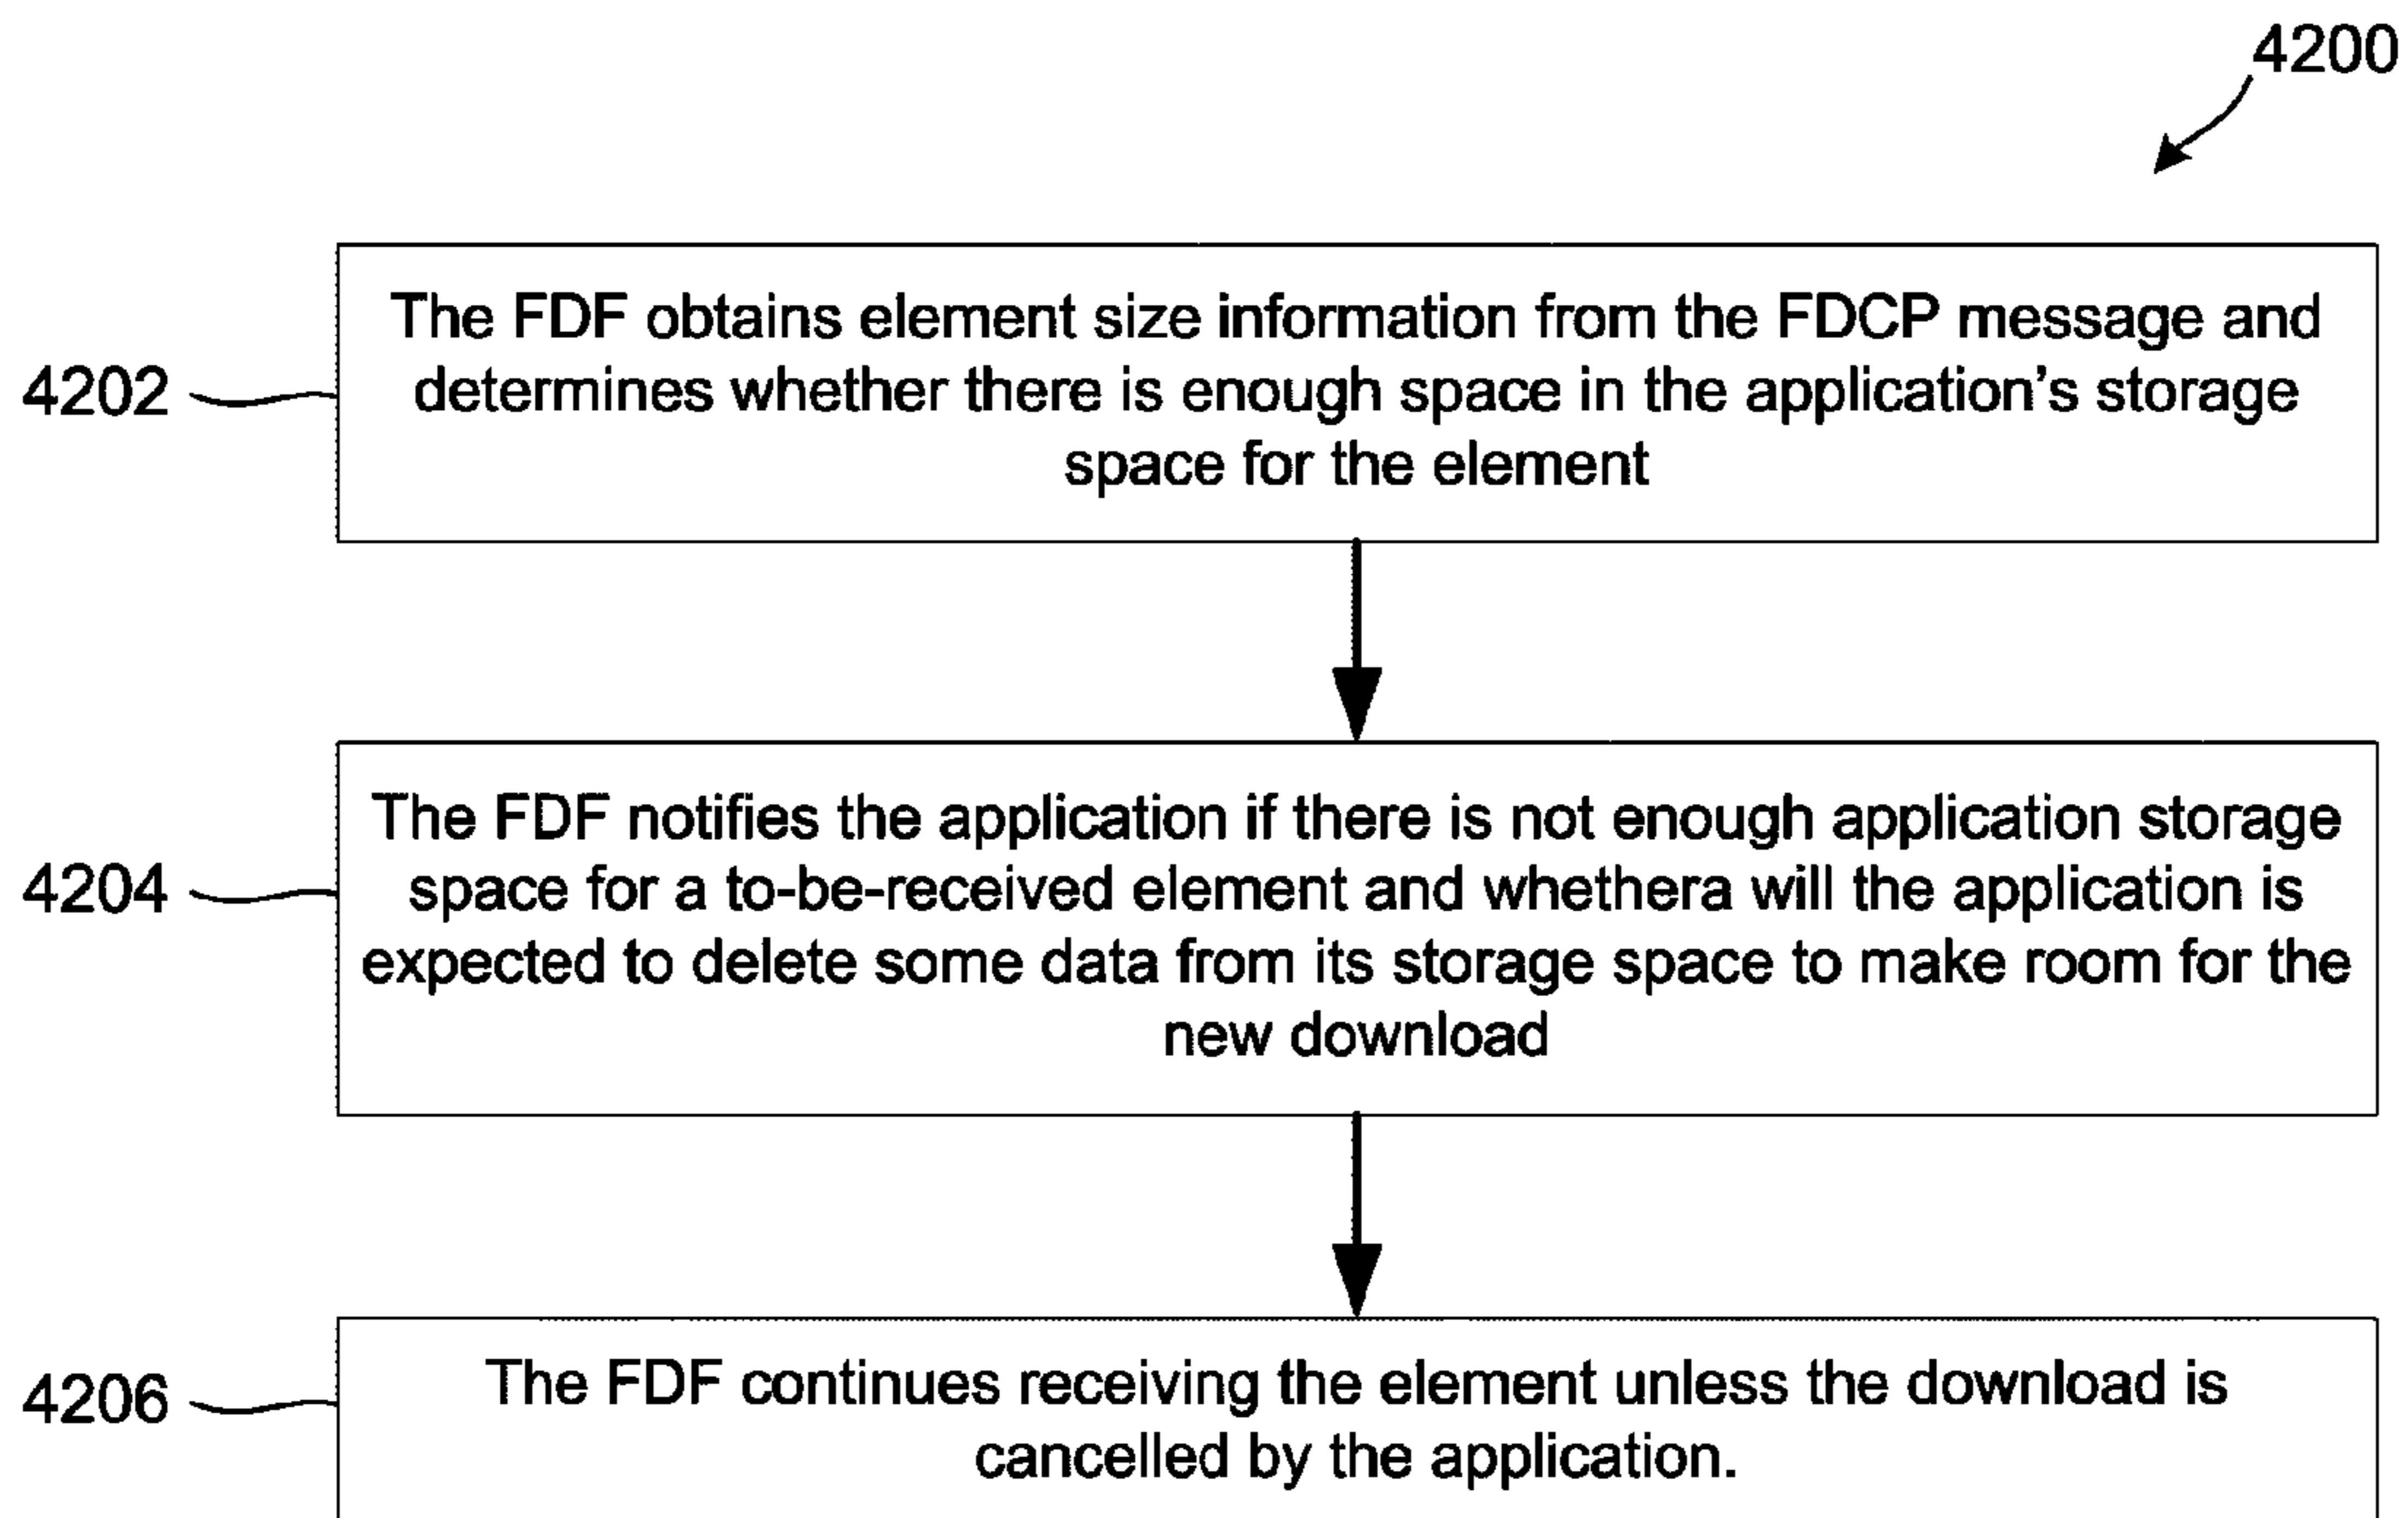 4200
4202
The FDF obtains element size information from the FDCP message and
determines whether there is enough space in the application's storage
space for the element
4204
The FDF notifies the application if there is not enough application storage
space for a to-be-received element and whethera will the application is
expected to delete some data from its storage space to make room for the
new download
4206
The FDF continues receiving the element unless the download is
cancelled by the application.